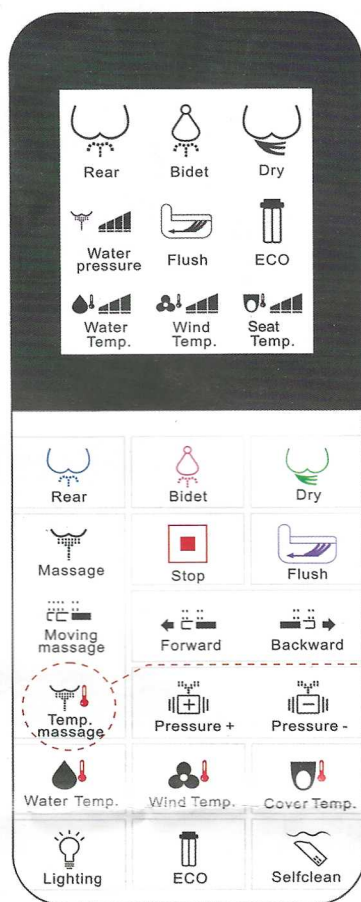 Rear Bidet Dry
Water
pressure
Flush ECO
Water
Temp.
Wind
Temp.
Seat
Temp.
Rear Bidet Dry
Massage Stop Flush
Moving
massage
Forward Backward
Temp.
massage
Pressure + Pressure -
Water Temp. Wind Temp. Cover Temp.
Lighting ECO Selfclean